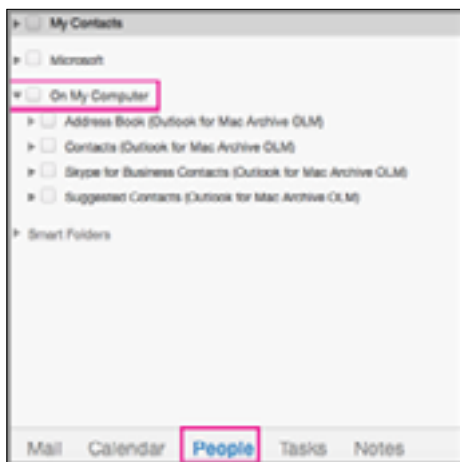 My Contacts
Microsoft
On My Computer
Address Book (Outlook for Mac Archive OLM)
Contacts (Outlook for Mac Archive OLM)
Skype for Business Contacts (Outlook for Mac Archive OLM)
Suggested Contacts (Outlook for Mac Archive OLM)
Smart Folders
Mail Calendar People Tasks Notes